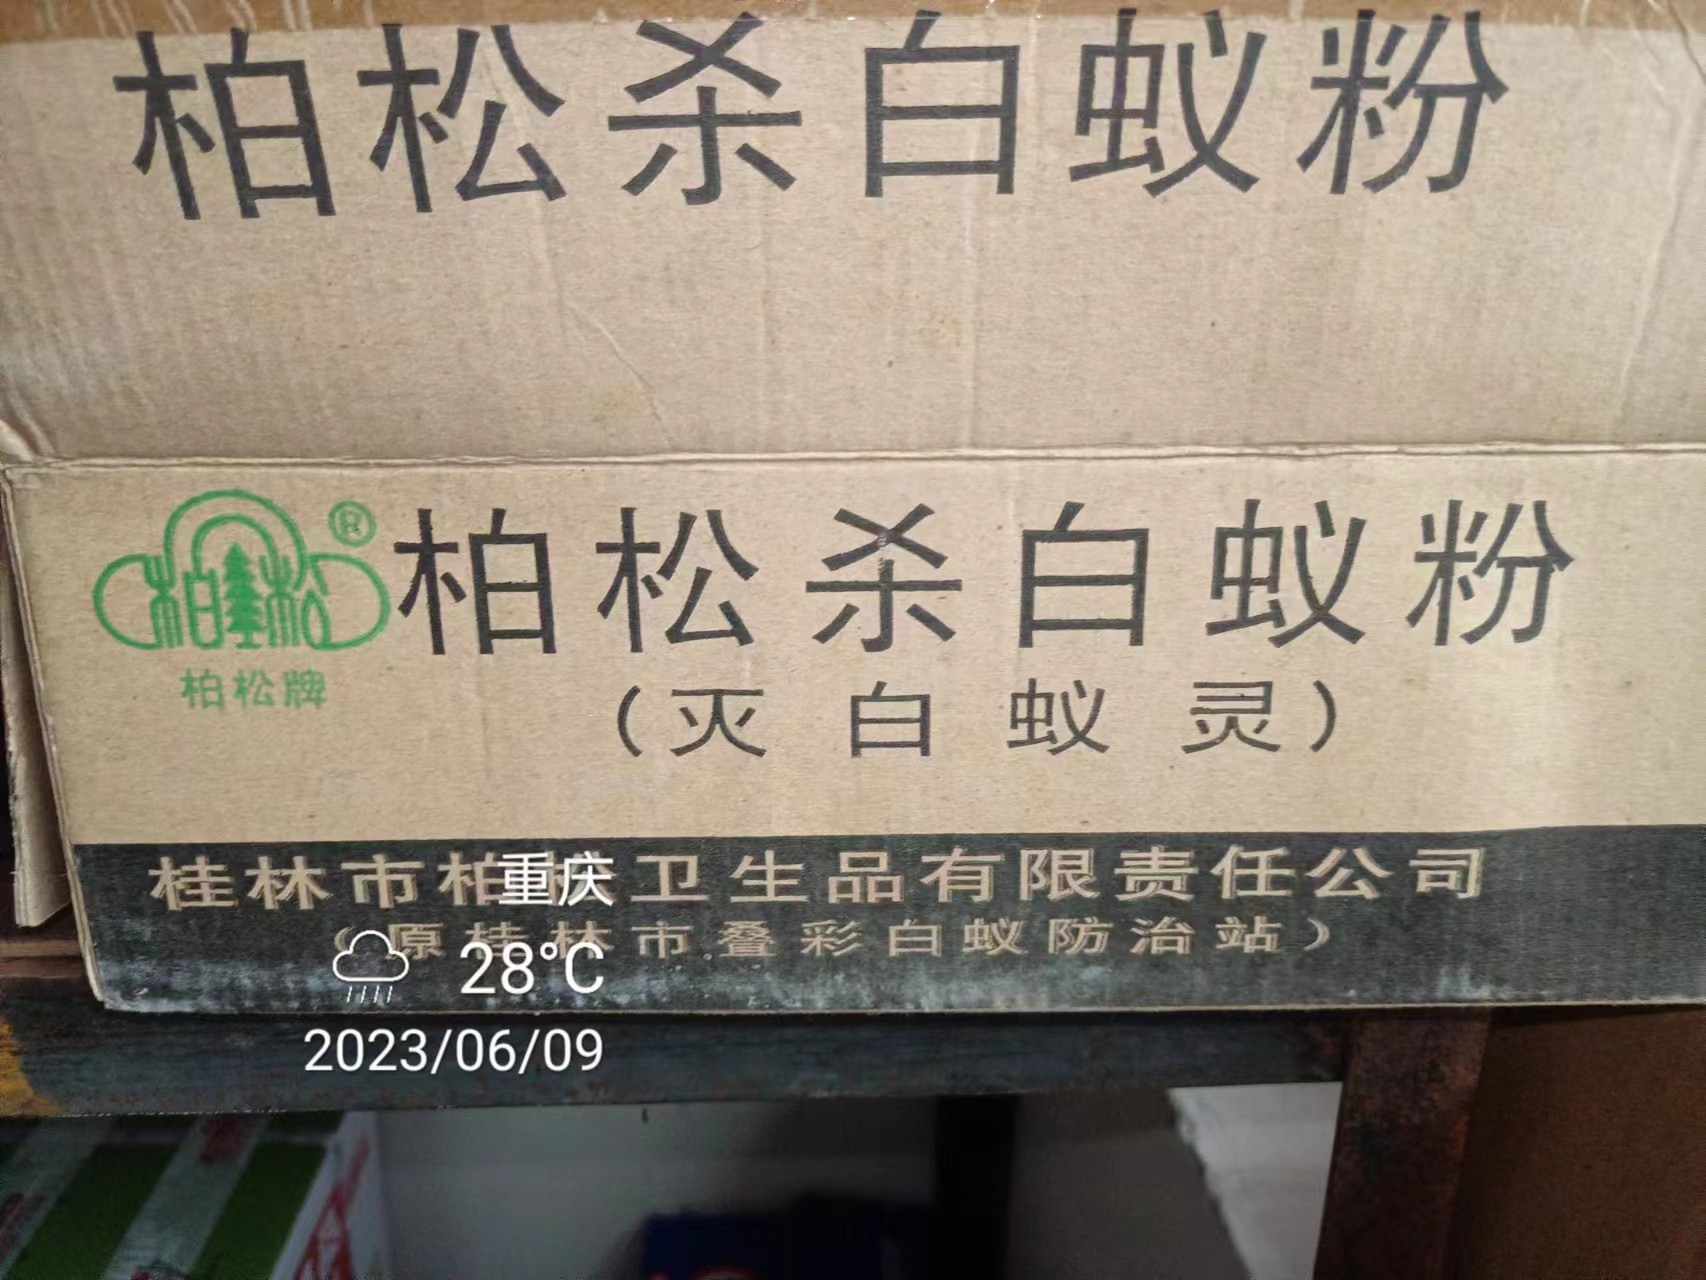 柏松杀白蚁粉
®
柏松
柏松牌
柏松杀白蚁粉
(灭白蚁灵)
桂林市柏 卫生品有限责任公司
(原桂林市叠彩白蚁防治站)
重庆
28°C
2023/06/09